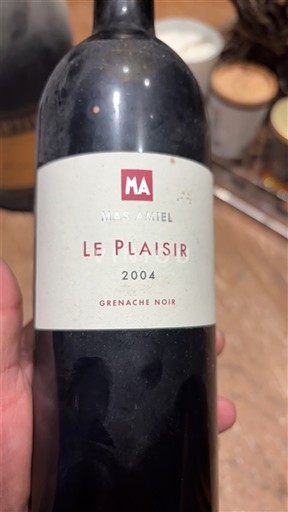 MA
MAS AMIEL
LE PLAISIR
2004
GRENACHE NOIR